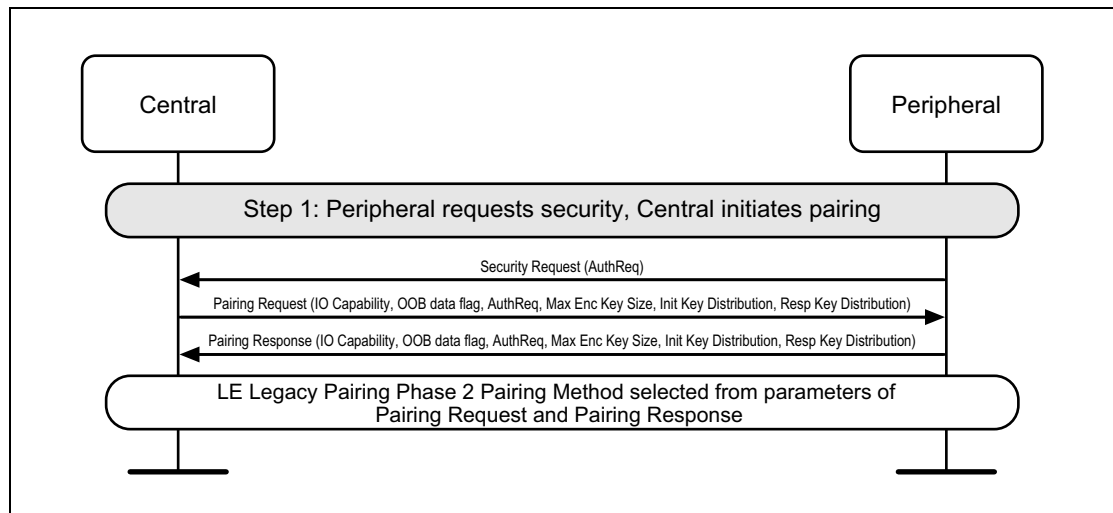 Central
Peripheral
Step 1: Peripheral requests security, Central initiates pairing
Security Request (AuthReq)
Pairing Request (IO Capability, OOB data flag, AuthReq, Max Enc Key Size, Init Key Distribution, Resp Key Distribution)
Pairing Response (IO Capability, OOB data flag, AuthReq, Max Enc Key Size, Init Key Distribution, Resp Key Distribution)
LE Legacy Pairing Phase 2 Pairing Method selected from parameters of
Pairing Request and Pairing Response